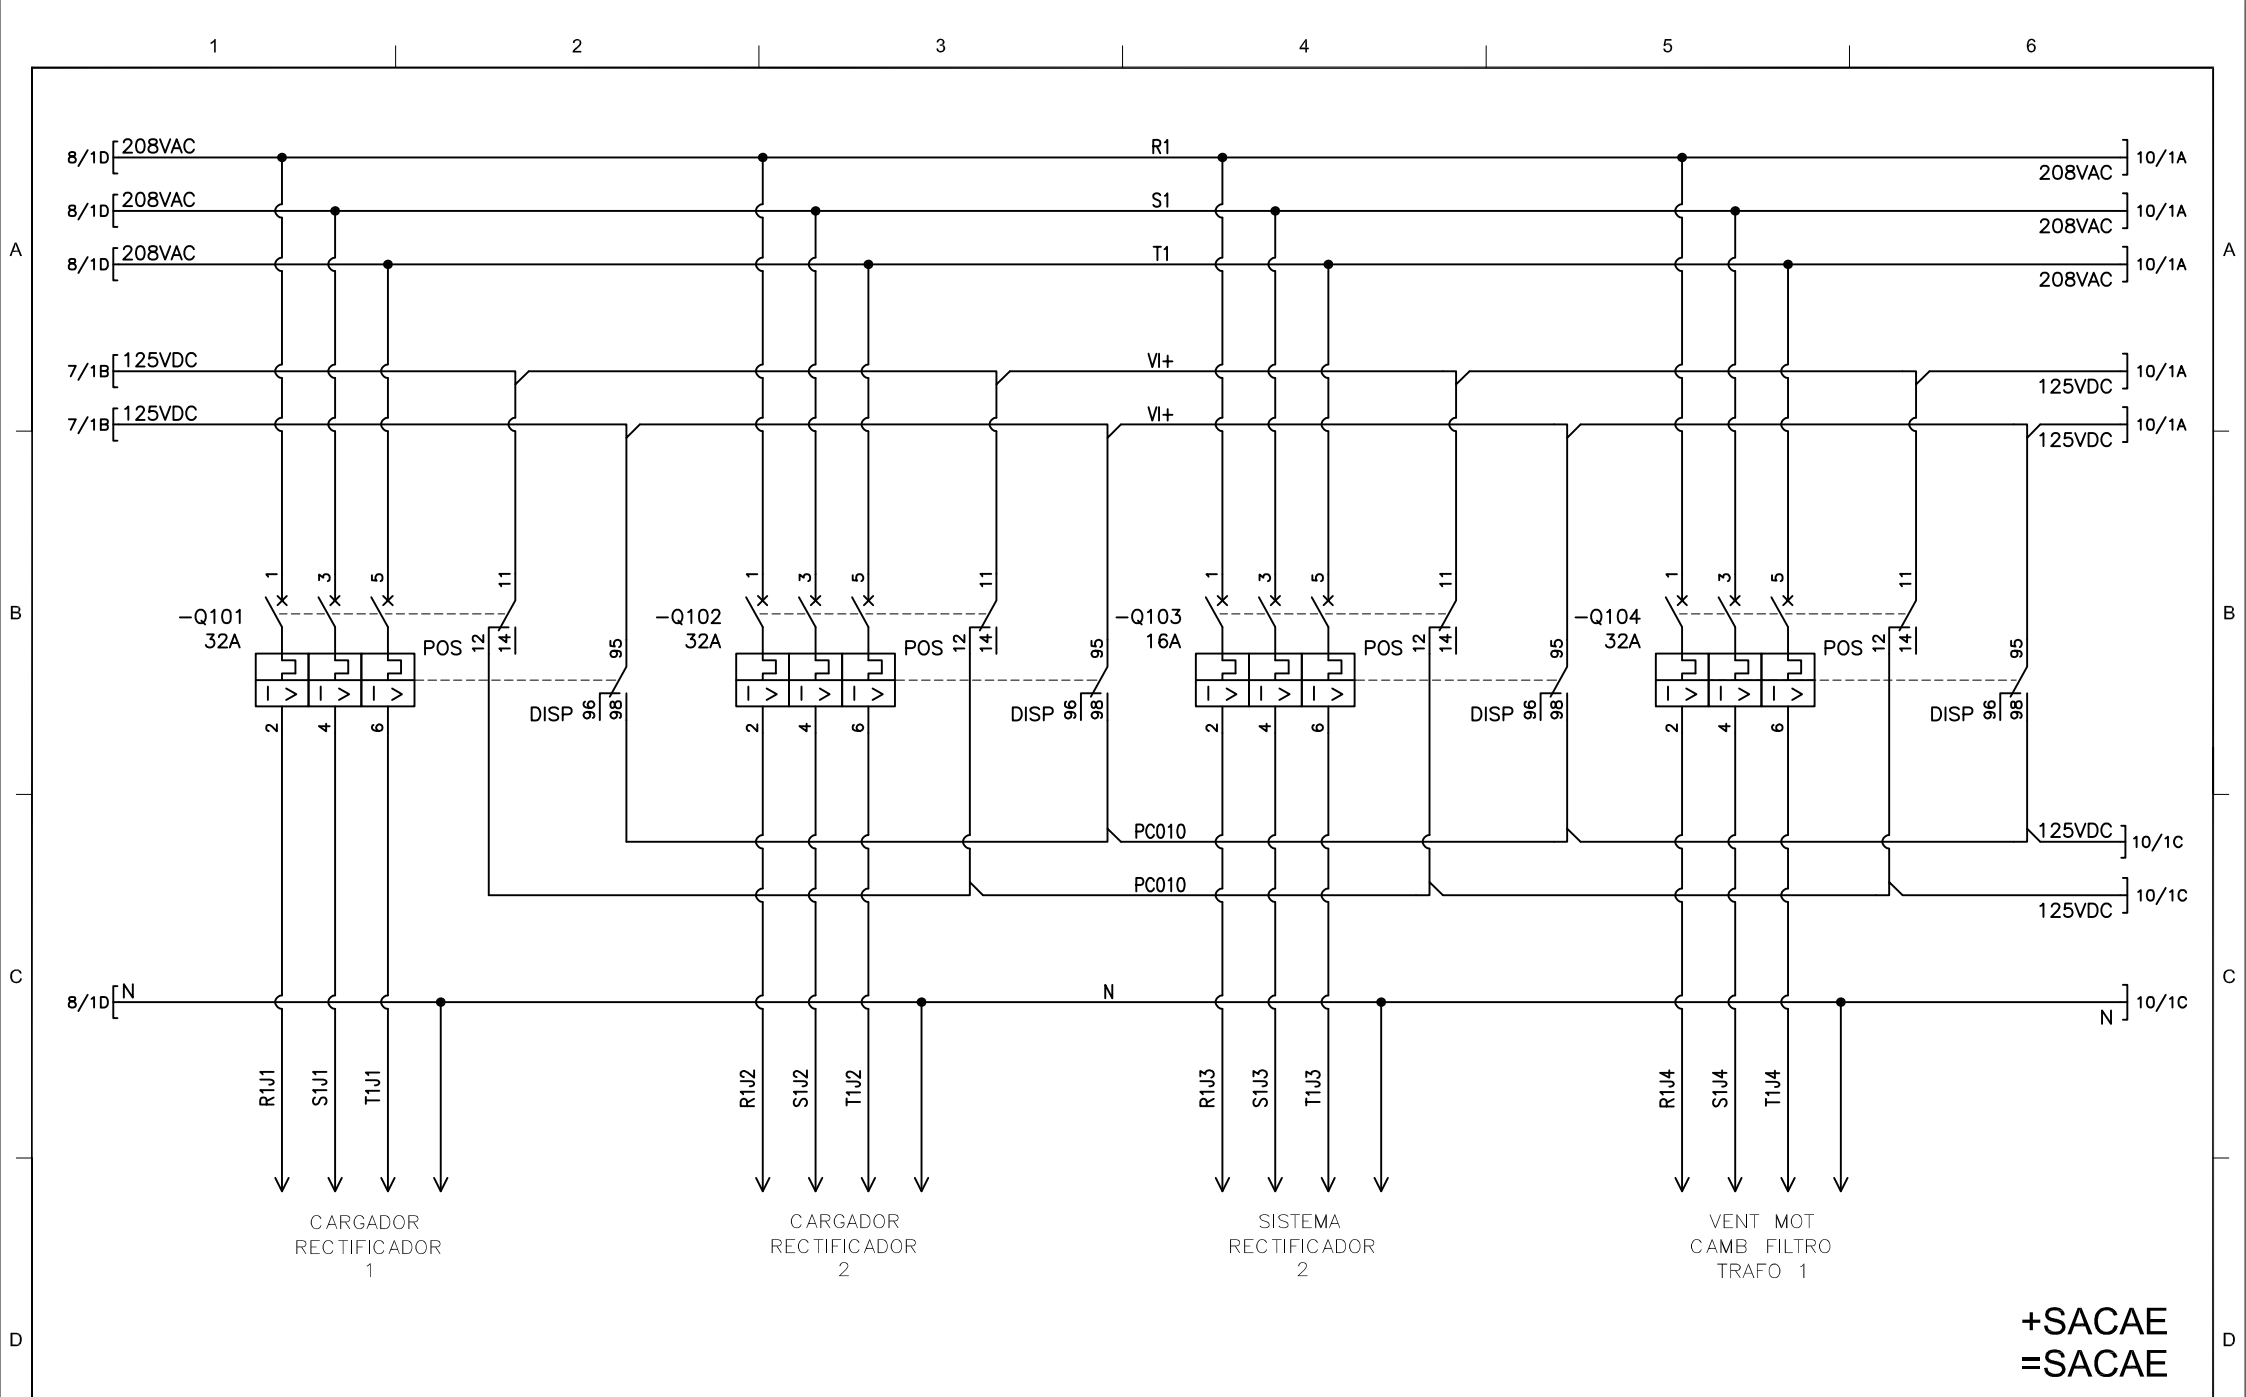 1 2 3 4 5 6
8/1D 208VAC R1 208VAC 10/1A
8/1D 208VAC S1 208VAC 10/1A
A A
8/1D 208VAC T1 208VAC 10/1A
7/1B 125VDC VI+ 125VDC 10/1A
7/1B 125VDC VI+ 125VDC 10/1A
1 3 5 11 1 3 5 11 1 3 5 11 1 3 5 11
B B
-Q101 -Q102 -Q103 -Q104
32A 32A 16A 32A
POS 12 14 95 POS 12 14 95 POS 12 14 95 POS 12 14 95
I > I > I > I > I > I > I > I > I > I > I > I >
DISP 96 98 DISP 96 98 DISP 96 98 DISP 96 98
2 4 6 2 4 6 2 4 6 2 4 6
PC010 125VDC 10/1C
PC010 125VDC 10/1C
C C
8/1D N N N 10/1C
R1J1 S1J1 T1J1 R1J2 S1J2 T1J2 R1J3 S1J3 T1J3 R1J4 S1J4 T1J4
CARGADOR
RECTIFICADOR
1
CARGADOR
RECTIFICADOR
2
SISTEMA
RECTIFICADOR
2
VENT MOT
CAMB FILTRO
TRAFO 1
+SACAE
=SACAE
D D